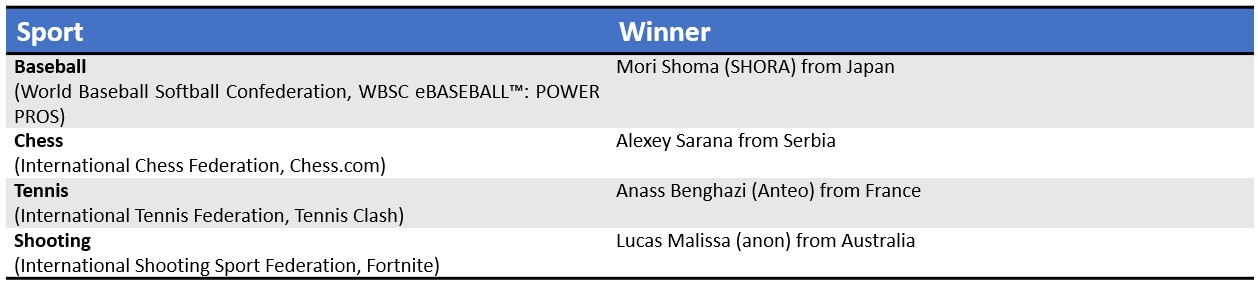 Sport Winner
Baseball Mori Shoma (SHORA) from Japan
(World Baseball Softball Confederation, WBSC eBASEBALL™: POWER
PROS)
Chess Alexey Sarana from Serbia
(International Chess Federation, Chess.com)
Tennis Anass Benghazi (Anteo) from France
(International Tennis Federation, Tennis Clash)
Shooting Lucas Malissa (anon) from Australia
(International Shooting Sport Federation, Fortnite)